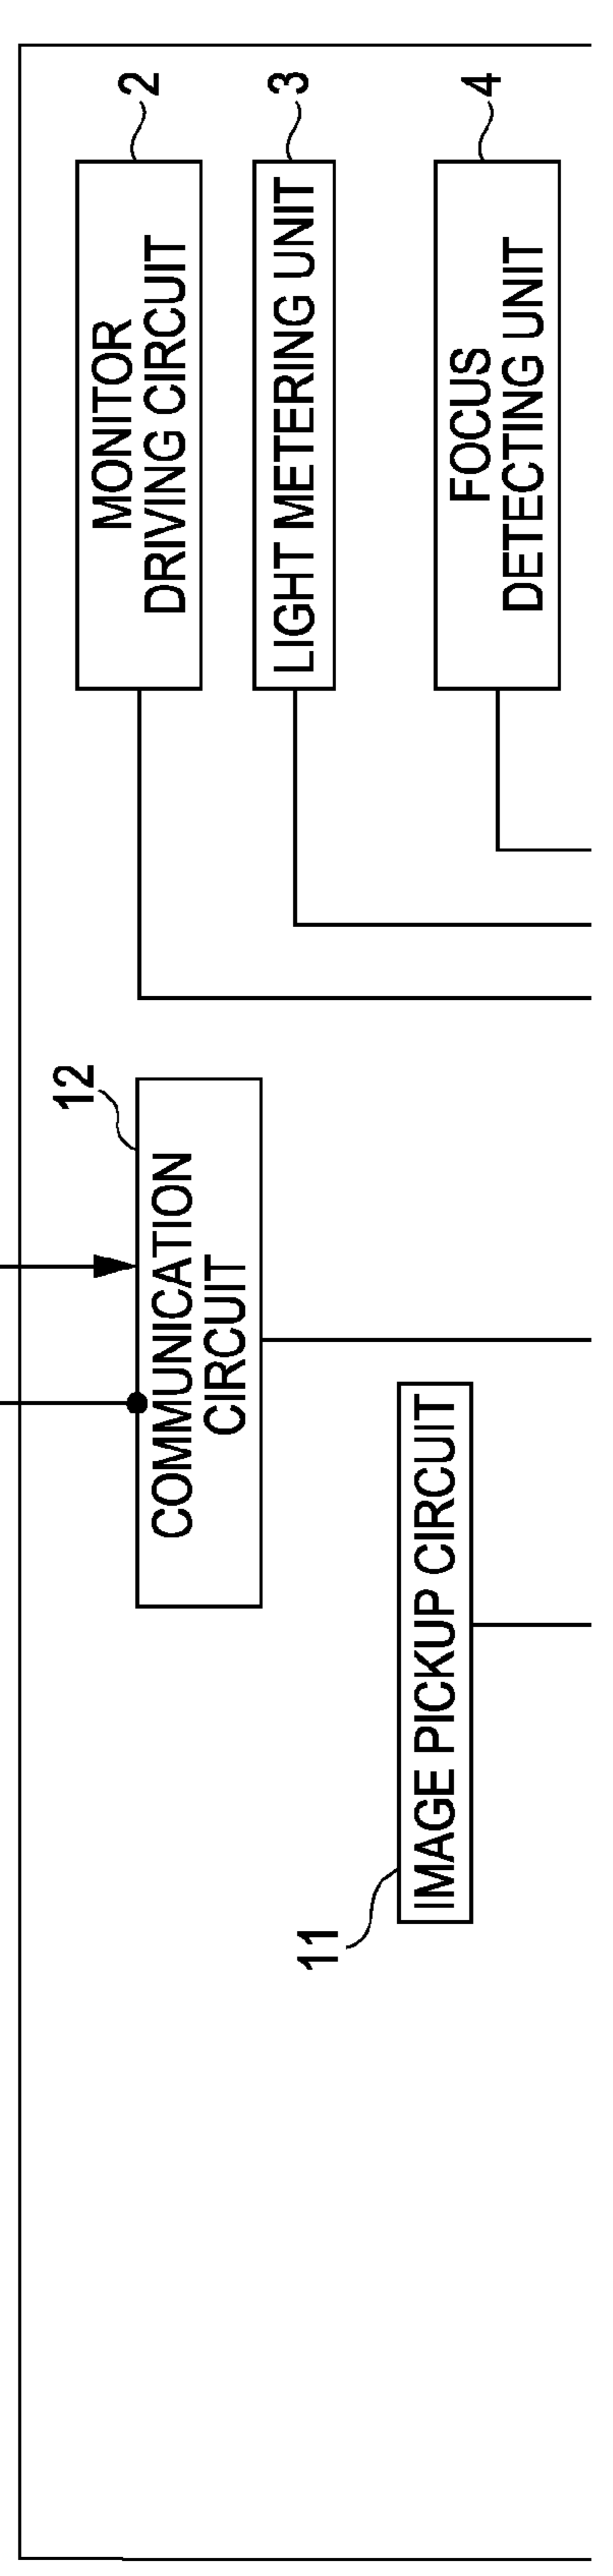 2
MONITOR
DRIVING CIRCUIT
3
LIGHT METERING UNIT
4
FOCUS
DETECTING UNIT
12
COMMUNICATION
CIRCUIT
11
IMAGE PICKUP CIRCUIT